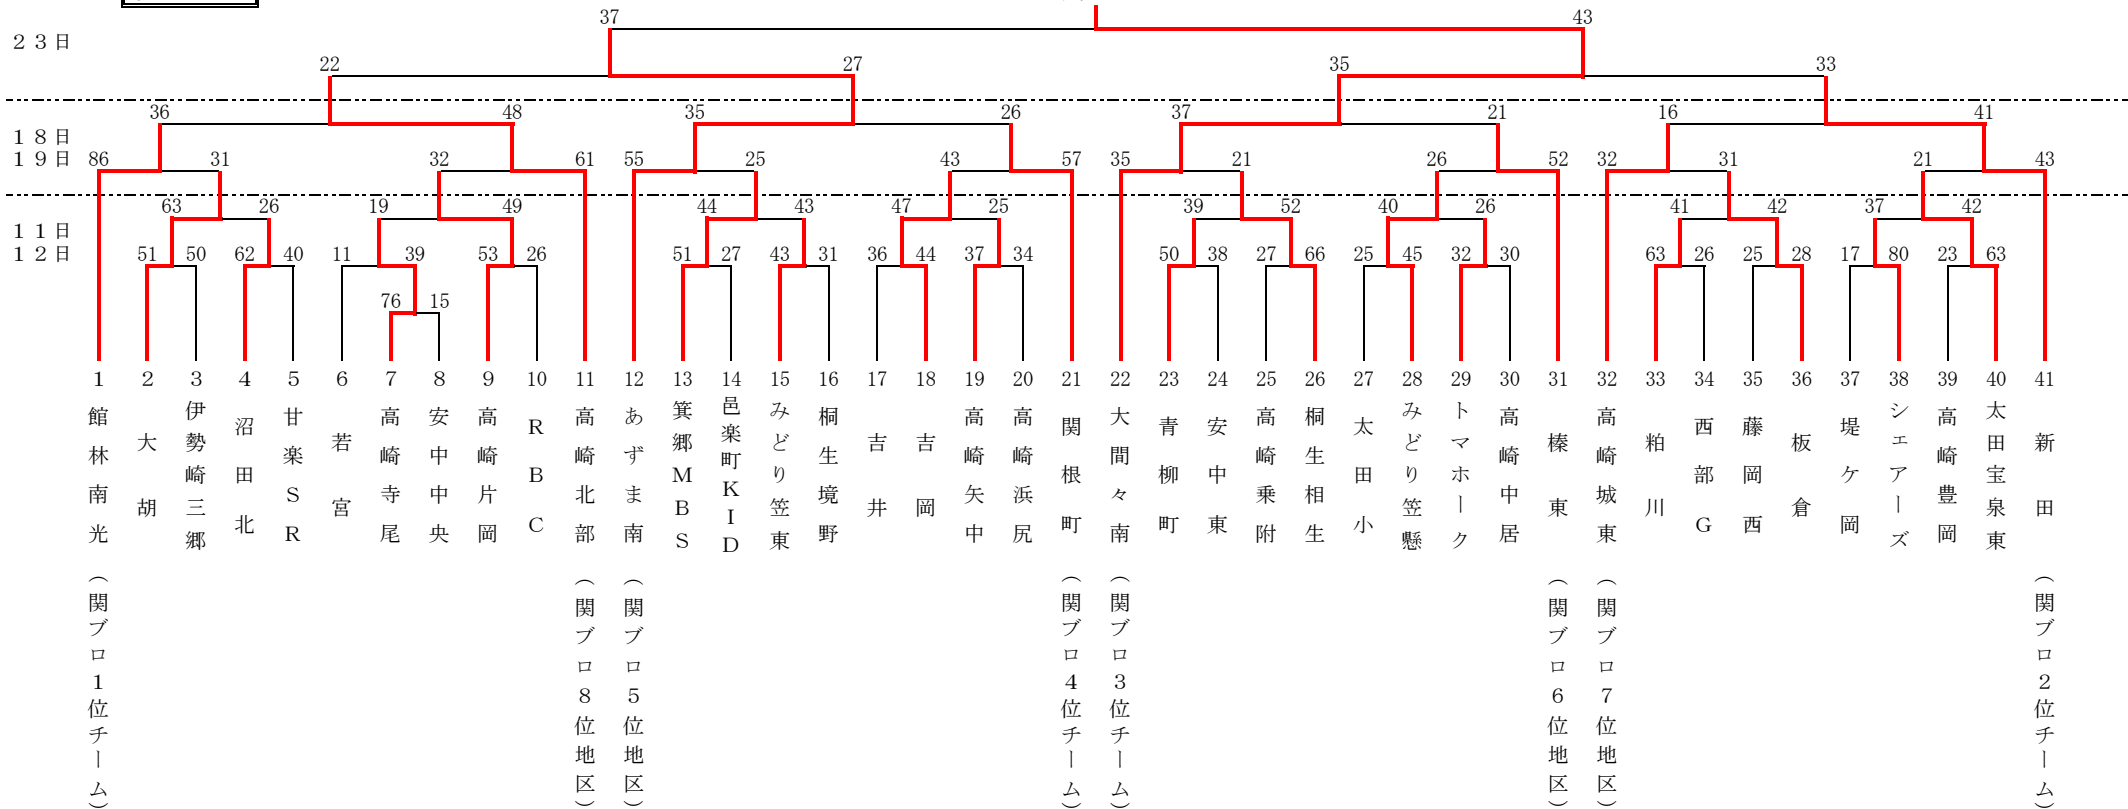 37 43
２３日
22 27 35 33
36 48 35 26 37 21 16 41
１８日
１９日 86 31 32 61 55 25 43 57 35 21 26 52 32 31 21 43
63 26 19 49 44 43 47 25 39 52 40 26 41 42 37 42
１１日
１２日 51 50 62 40 11 39 53 26 51 27 43 31 36 44 37 34 50 38 27 66 25 45 32 30 63 26 25 28 17 80 23 63
76 15
1 2 3 4 5 6 7 8 9 10 11 12 13 14 15 16 17 18 19 20 21 22 23 24 25 26 27 28 29 30 31 32 33 34 35 36 37 38 39 40 41
館林南光
大胡
伊勢崎三郷
沼田北
甘楽ＳＲ
若宮
高崎寺尾
安中中央
高崎片岡
ＲＢＣ
高崎北部
あずま南
箕郷ＭＢＳ
邑楽町ＫＩＤ
みどり笠東
桐生境野
吉井
吉岡
高崎矢中
高崎浜尻
関根町
大間々南
青柳町
安中東
高崎乗附
桐生相生
太田小
みどり笠懸
トマホーク
高崎中居
榛東
高崎城東
粕川
西部Ｇ
藤岡西
板倉
堤ケ岡
シェアーズ
高崎豊岡
太田宝泉東
新田
（関ブロ１位チーム）
（関ブロ８位地区）
（関ブロ５位地区）
（関ブロ４位チーム）
（関ブロ３位チーム）
（関ブロ６位地区）
（関ブロ７位地区）
（関ブロ２位チーム）